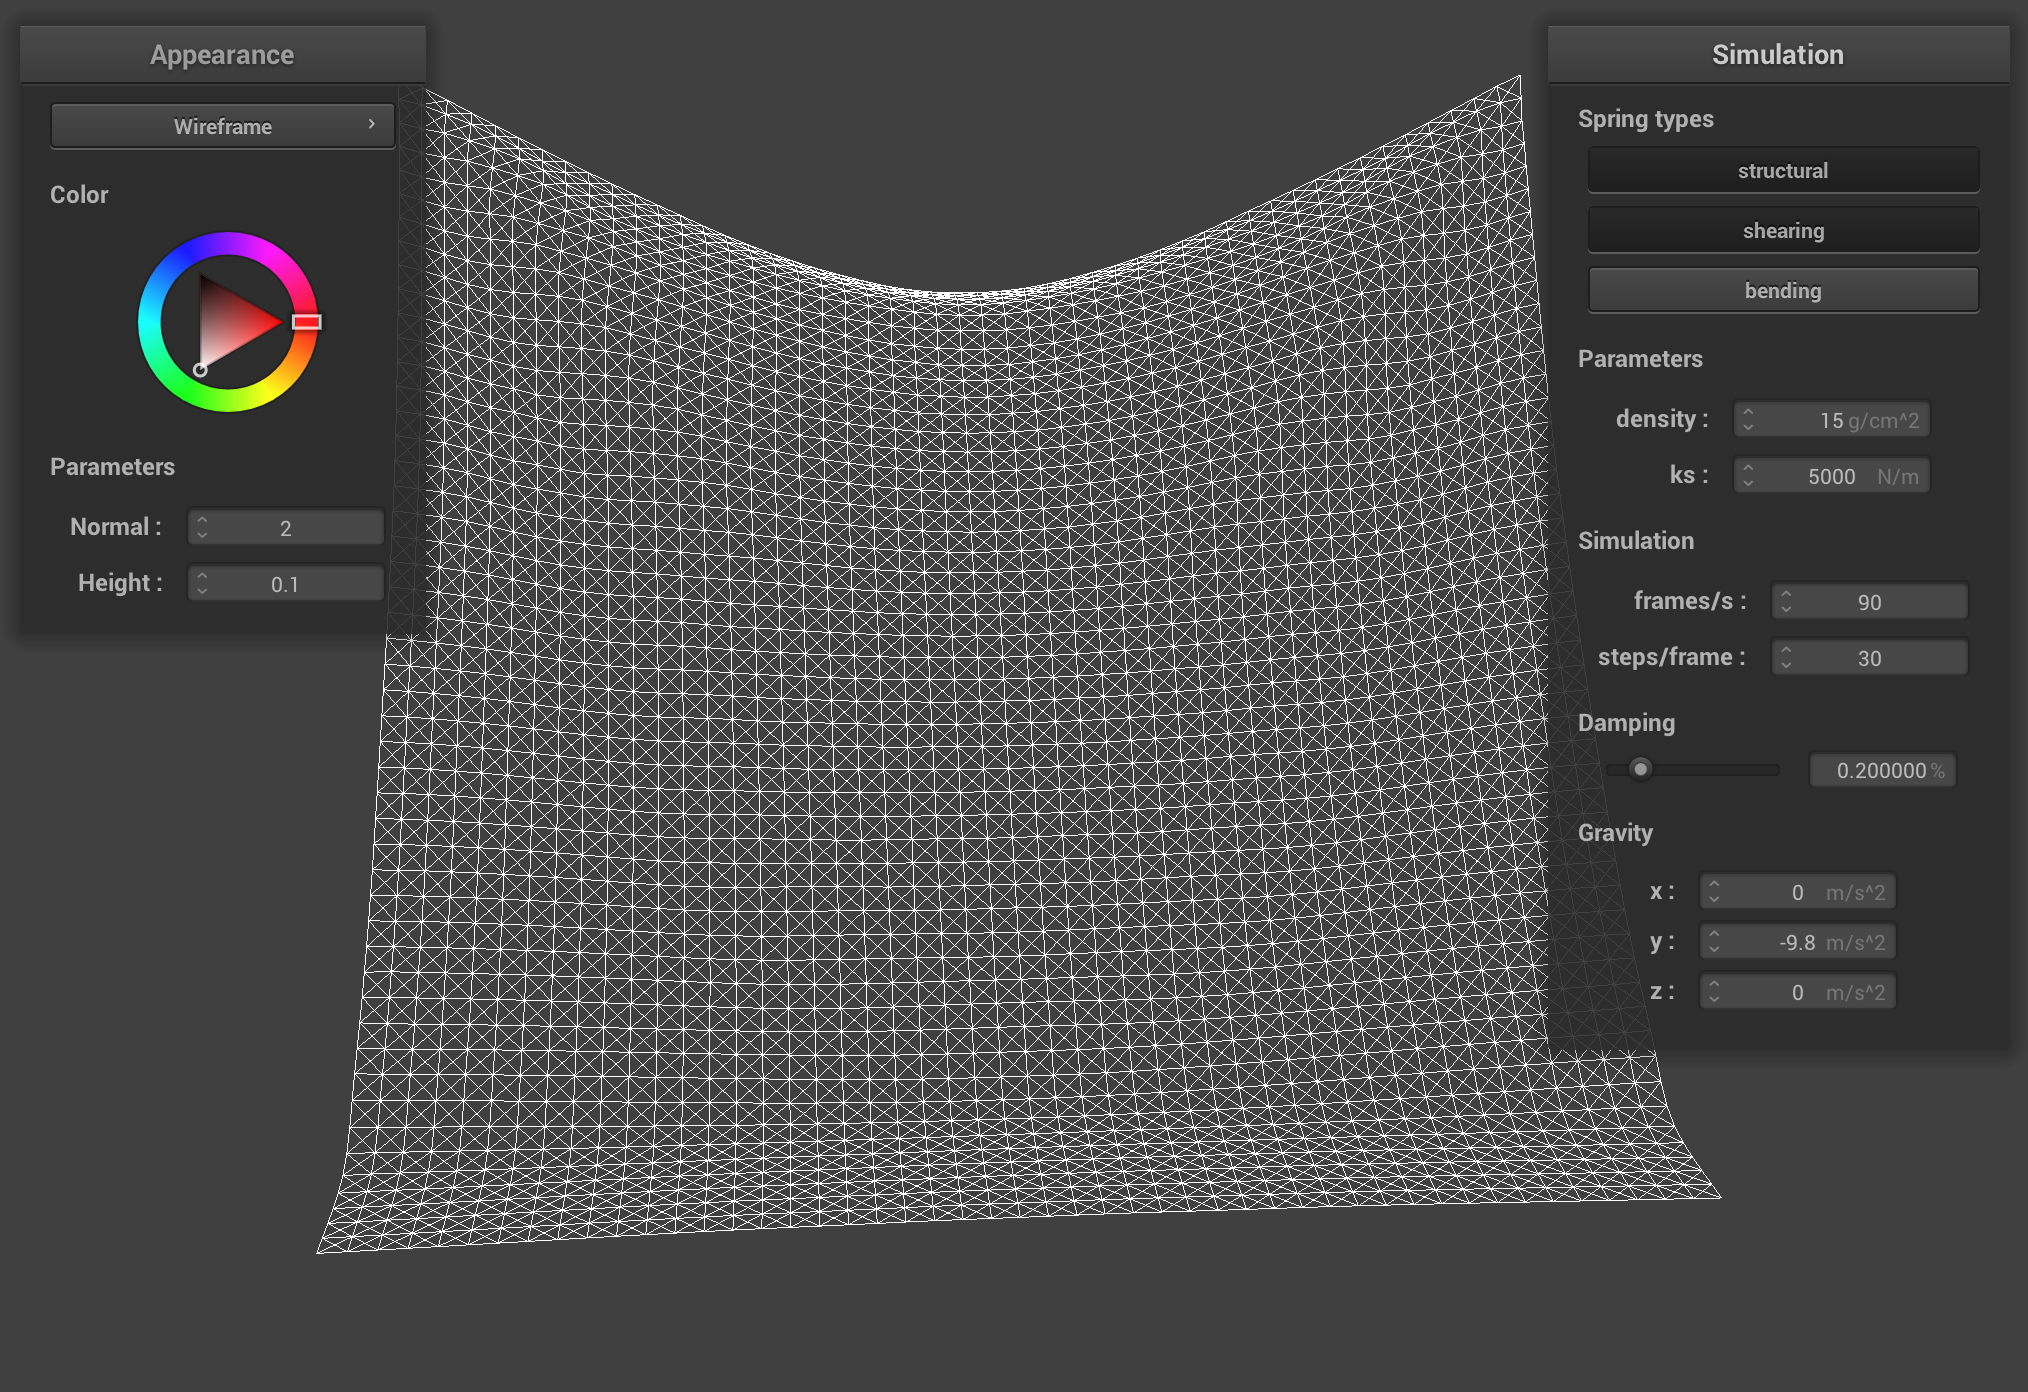 Appearance
Wireframe ›
Color
Parameters
Normal : 2
Height : 0.1
Simulation
Spring types
structural
shearing
bending
Parameters
density : 15 g/cm^2
ks : 5000 N/m
Simulation
frames/s : 90
steps/frame : 30
Damping
0.200000 %
Gravity
x : 0 m/s^2
y : -9.8 m/s^2
z : 0 m/s^2